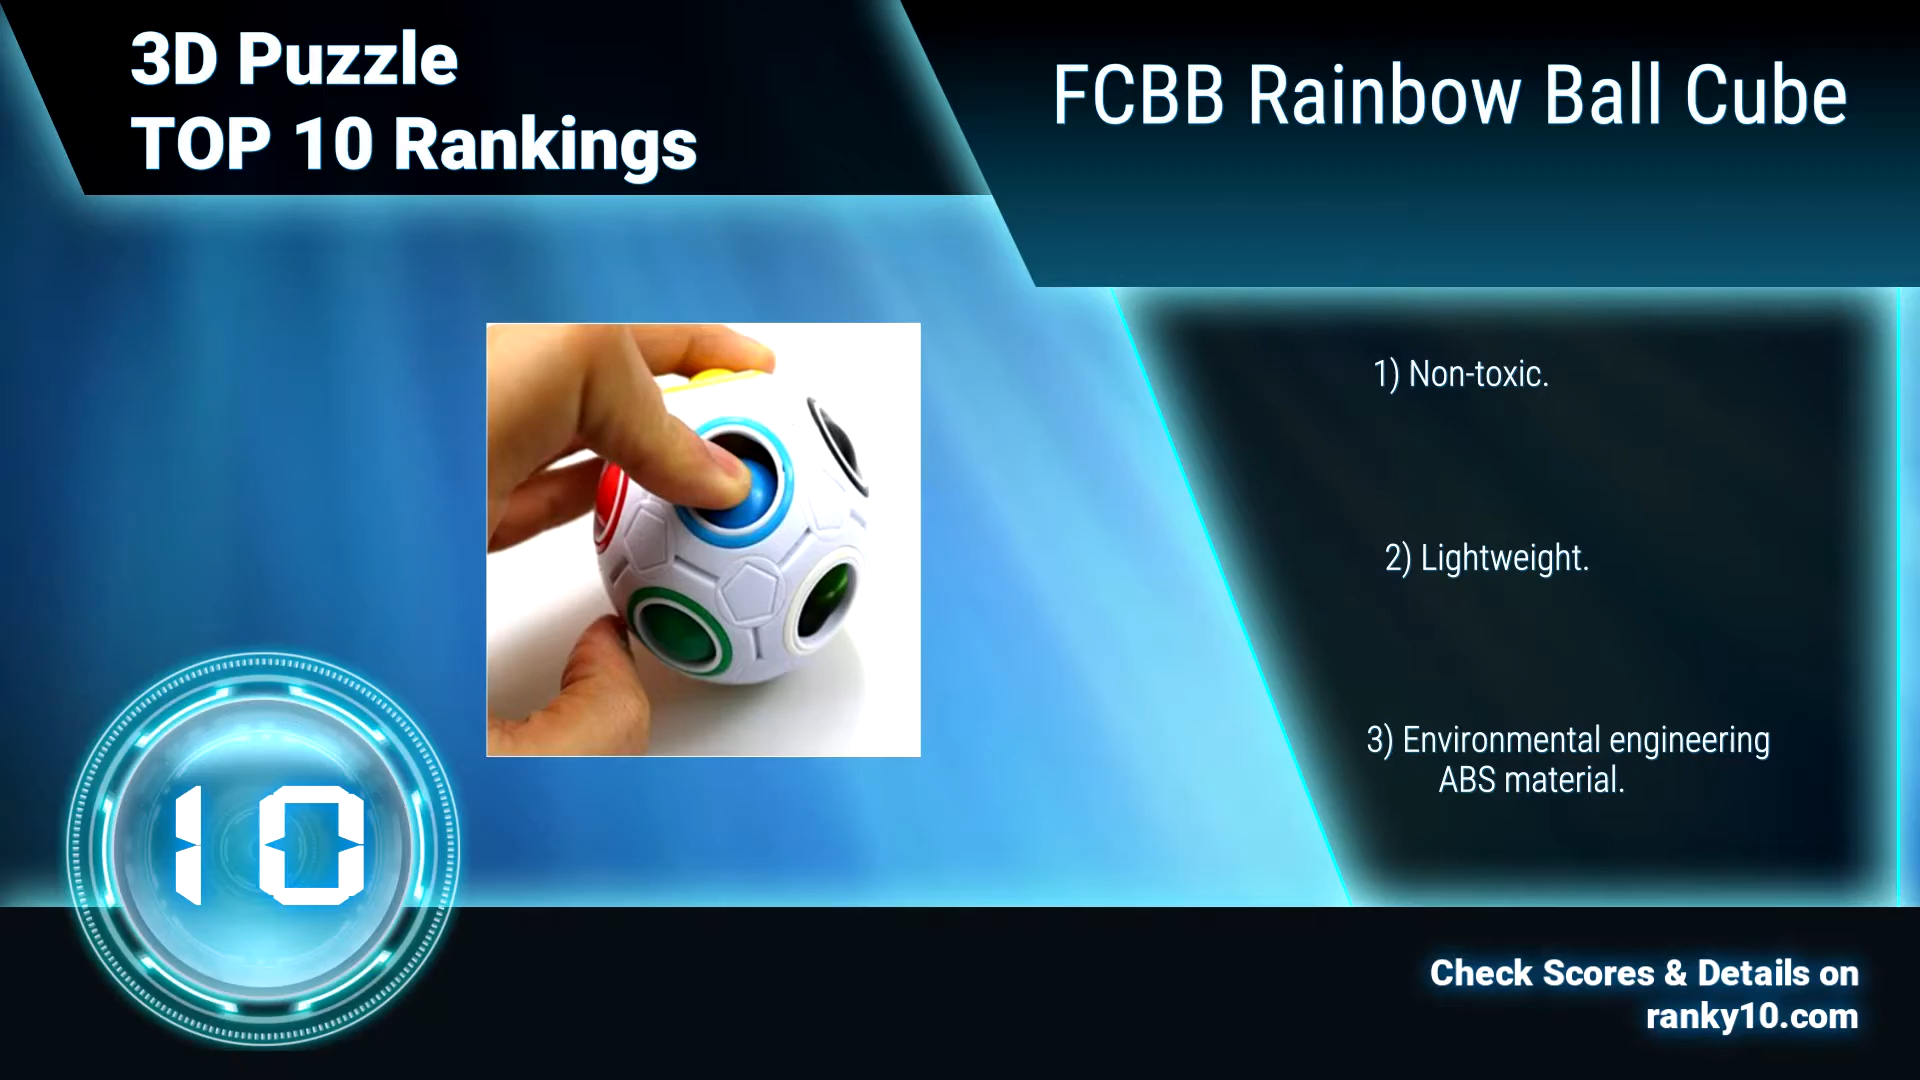 3D Puzzle
TOP 10 Rankings
FCBB Rainbow Ball Cube
1) Non-toxic.
2) Lightweight.
3) Environmental engineering
ABS material.
10
Check Scores & Details on
ranky10.com